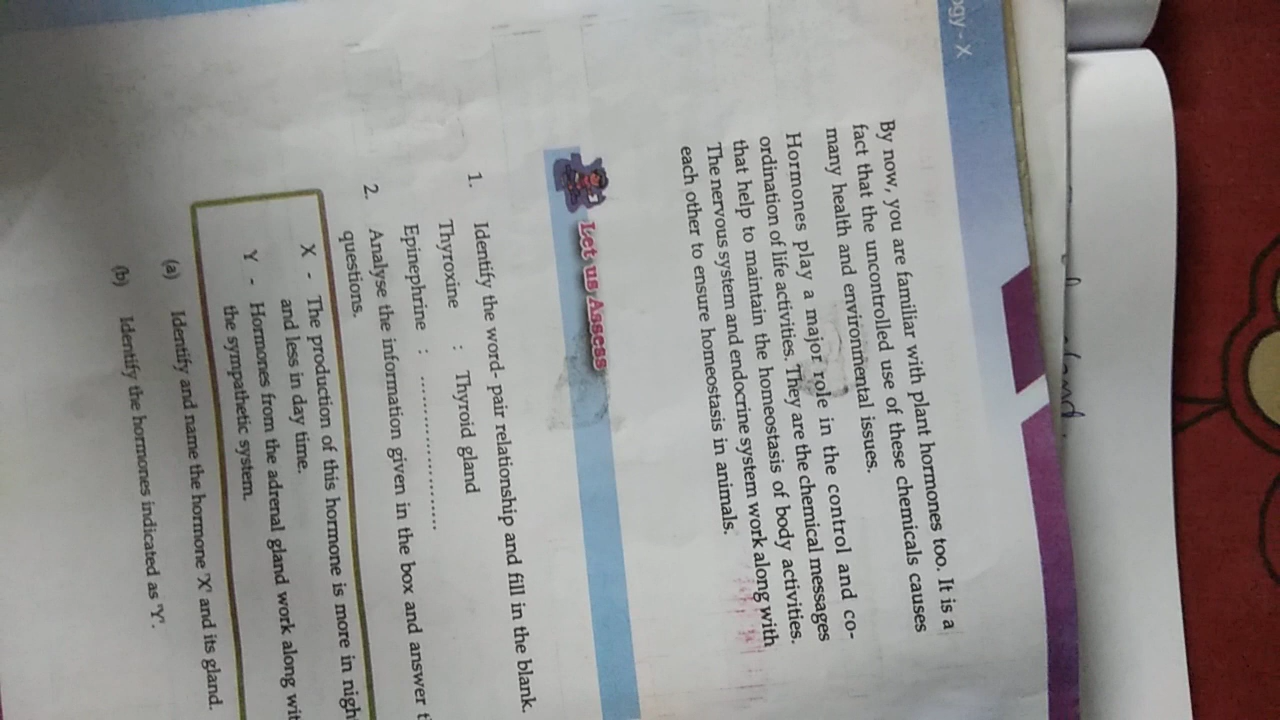 ogy - X
By now, you are familiar with plant hormones too. It is a
fact that the uncontrolled use of these chemicals causes
many health and environmental issues.
Hormones play a major role in the control and co-
ordination of life activities. They are the chemical messages
that help to maintain the homeostasis of body activities.
The nervous system and endocrine system work along with
each other to ensure homeostasis in animals.
Let us Assess
1. Identify the word- pair relationship and fill in the blank.
Thyroxine : Thyroid gland
Epinephrine : ........................
2. Analyse the information given in the box and answer t
questions.
X - The production of this hormone is more in nigh
and less in day time.
Y - Hormones from the adrenal gland work along wit
the sympathetic system.
(a) Identify and name the hormone 'X' and its gland.
(b) Identify the hormones indicated as 'Y'.